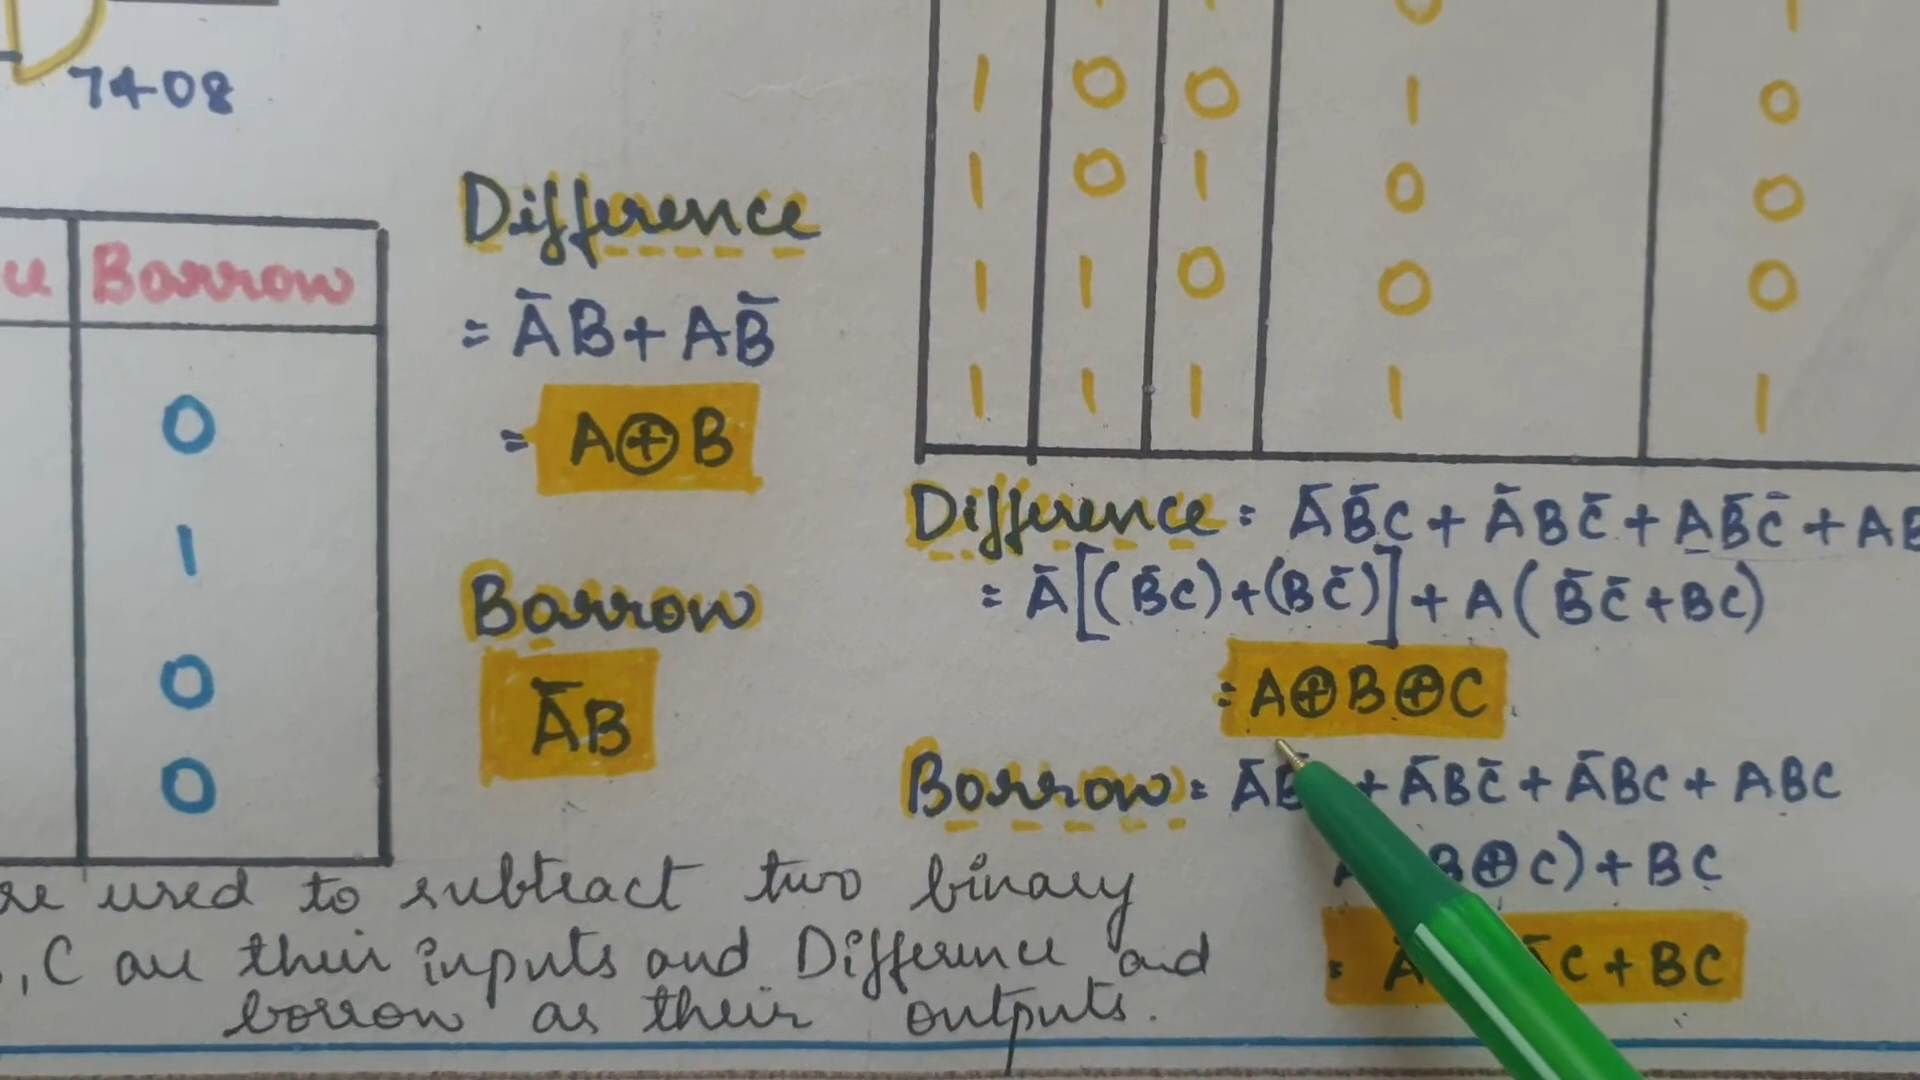 7408
Barrow
0
1
0
0
Difference
= ĀB + AB̄
= A⊕B
Barrow
ĀB
1 0 0 1 0
1 0 1 0 0
1 1 0 0 0
1 1 1 1 1
Difference = ĀB̄C + ĀBC̄ + AB̄C̄ + AB
= Ā[(B̄C)+(BC̄)] + A(B̄C̄+BC)
= A⊕B⊕C
Borrow = ĀB + ĀBC̄ + ĀBC + ABC
B⊕C) + BC
= Ā ĀC + BC
used to subtract two binary
, C are their inputs and Difference and
borrow as their outputs.